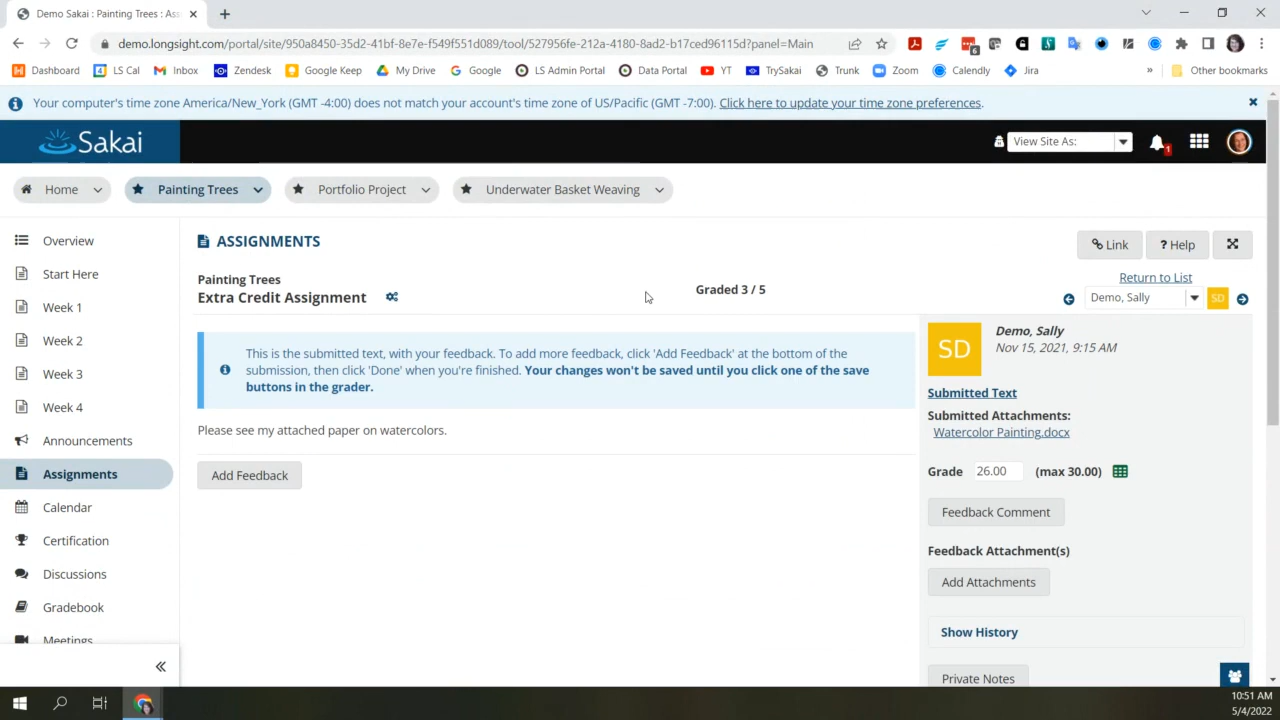 Demo Sakai : Painting Trees : Ass
demo.longsight.com/portal/site/950a6450-35d2-41bf-8e7e-f549f551d089/tool/527956fe-212a-4180-8ad2-b17ced96115d?panel=Main
6
Dashboard LS Cal Inbox Zendesk Google Keep My Drive Google LS Admin Portal Data Portal YT TrySakai Trunk Zoom Calendly Jira » Other bookmarks
Your computer's time zone America/New_York (GMT -4:00) does not match your account's time zone of US/Pacific (GMT -7:00). Click here to update your time zone preferences.
Sakai
View Site As:
1
Home Painting Trees Portfolio Project Underwater Basket Weaving
Overview
Start Here
Week 1
Week 2
Week 3
Week 4
Announcements
Assignments
Calendar
Certification
Discussions
Gradebook
Meetings
ASSIGNMENTS
Link ? Help
Painting Trees
Extra Credit Assignment
Graded 3 / 5
Return to List
Demo, Sally SD
This is the submitted text, with your feedback. To add more feedback, click 'Add Feedback' at the bottom of the
submission, then click 'Done' when you're finished. Your changes won't be saved until you click one of the save
buttons in the grader.
Please see my attached paper on watercolors.
Add Feedback
SD
Demo, Sally
Nov 15, 2021, 9:15 AM
Submitted Text
Submitted Attachments:
Watercolor Painting.docx
Grade 26.00 (max 30.00)
Feedback Comment
Feedback Attachment(s)
Add Attachments
Show History
Private Notes
10:51 AM
5/4/2022